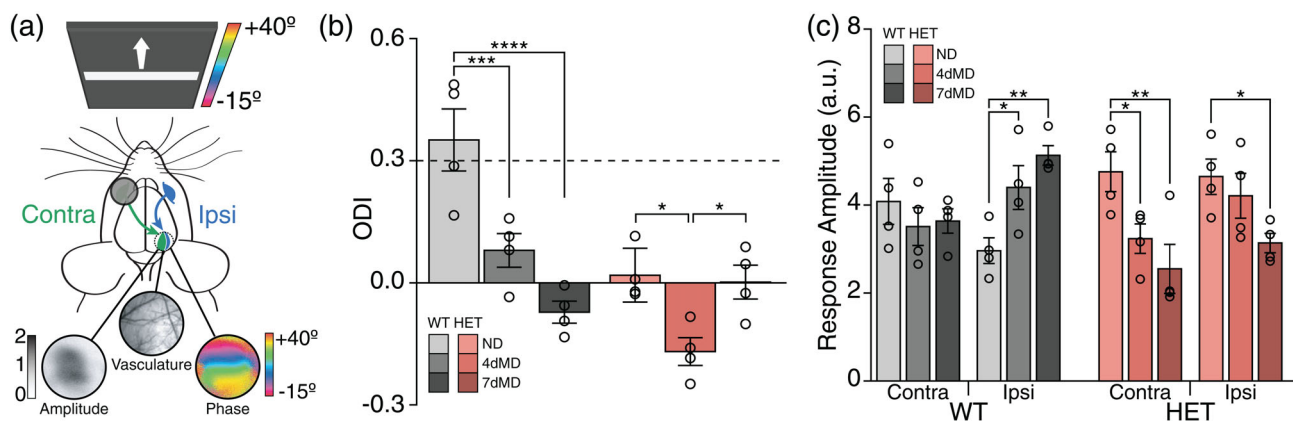 (a)
+40º
-15º
Contra
Ipsi
Vasculature
2
1
0
Amplitude
+40º
-15º
Phase
(b)
0.6
0.3
0.0
-0.3
ODI
****
***
*
*
WT HET
ND
4dMD
7dMD
(c)
8
6
4
2
0
Response Amplitude (a.u.)
WT HET
ND
4dMD
7dMD
**
*
**
*
*
Contra
Ipsi
Contra
Ipsi
WT
HET